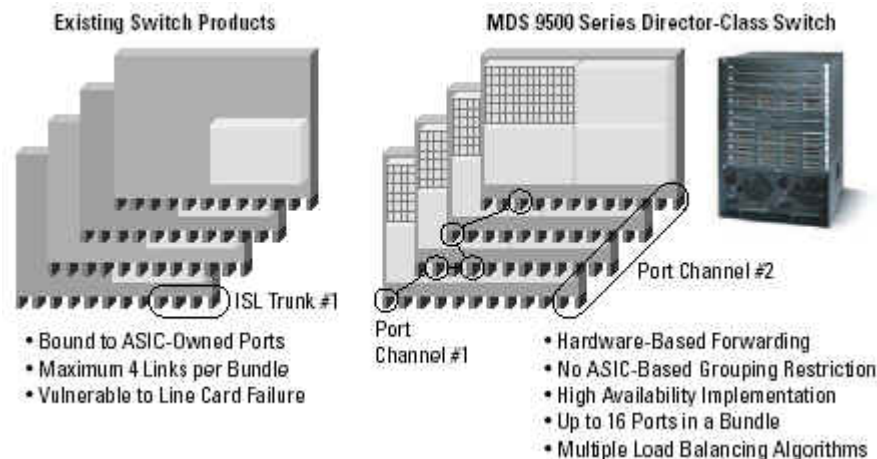 Existing Switch Products
MDS 9500 Series Director-Class Switch
ISL Trunk #1
• Bound to ASIC-Owned Ports
• Maximum 4 Links per Bundle
• Vulnerable to Line Card Failure
Port Channel #2
Port
Channel #1
• Hardware-Based Forwarding
• No ASIC-Based Grouping Restriction
• High Availability Implementation
• Up to 16 Ports in a Bundle
• Multiple Load Balancing Algorithms